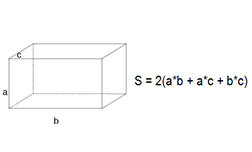 c
a
S = 2(a*b + a*c + b*c)
b